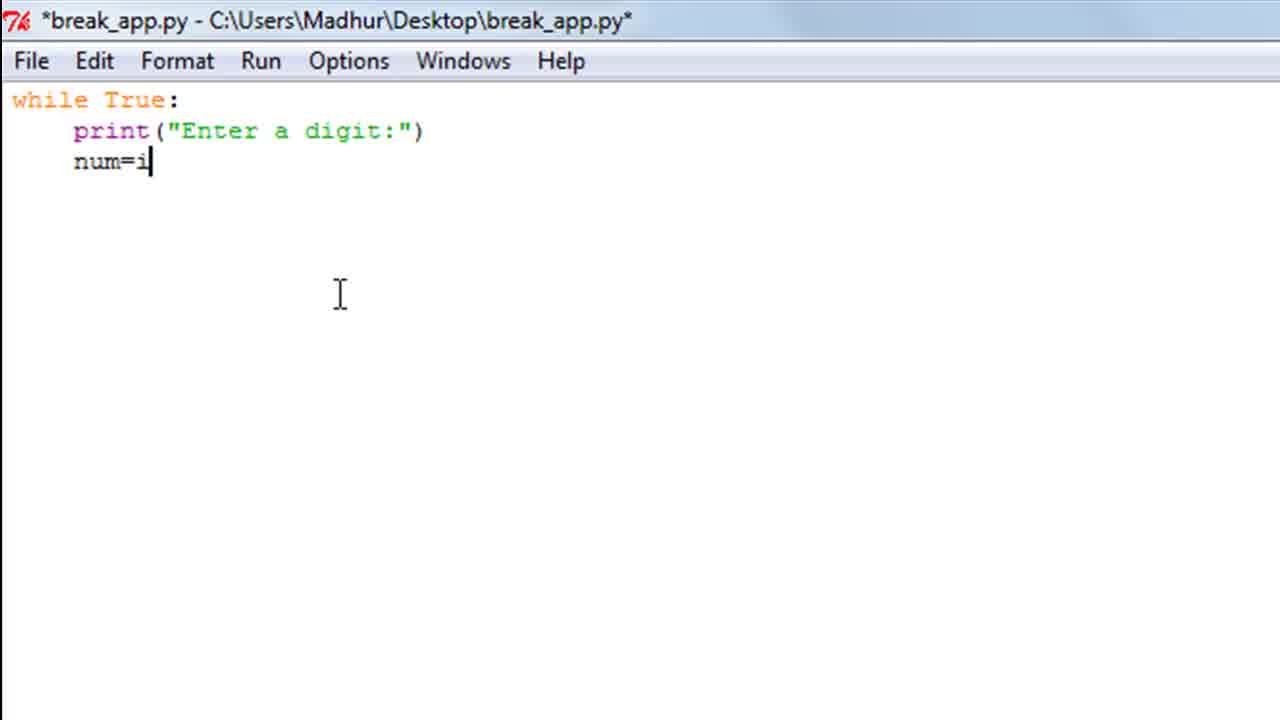 *break_app.py - C:\Users\Madhur\Desktop\break_app.py*
File Edit Format Run Options Windows Help
while True:
    print("Enter a digit:")
    num=i